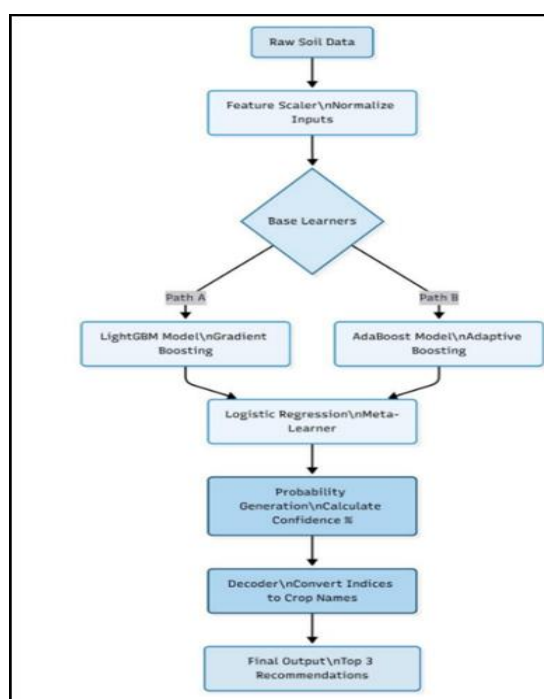 Raw Soil Data
Feature Scaler\nNormalize
Inputs
Base Learners
Path A
Path B
LightGBM Model\nGradient
Boosting
AdaBoost Model\nAdaptive
Boosting
Logistic Regression\nMeta-
Learner
Probability
Generation\nCalculate
Confidence %
Decoder\nConvert Indices
to Crop Names
Final Output\nTop 3
Recommendations